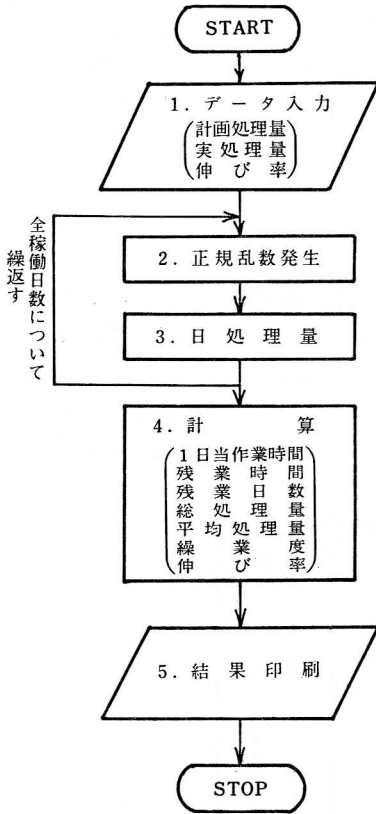 START
1. データ入力
計画処理量
実処理量
伸び率
全稼働日数について
繰返す
2. 正規乱数発生
3. 日処理量
4. 計算
1日当作業時間
残業時間
残業日数
総処理量
平均処理量
繰業度
伸び率
5. 結果印刷
STOP